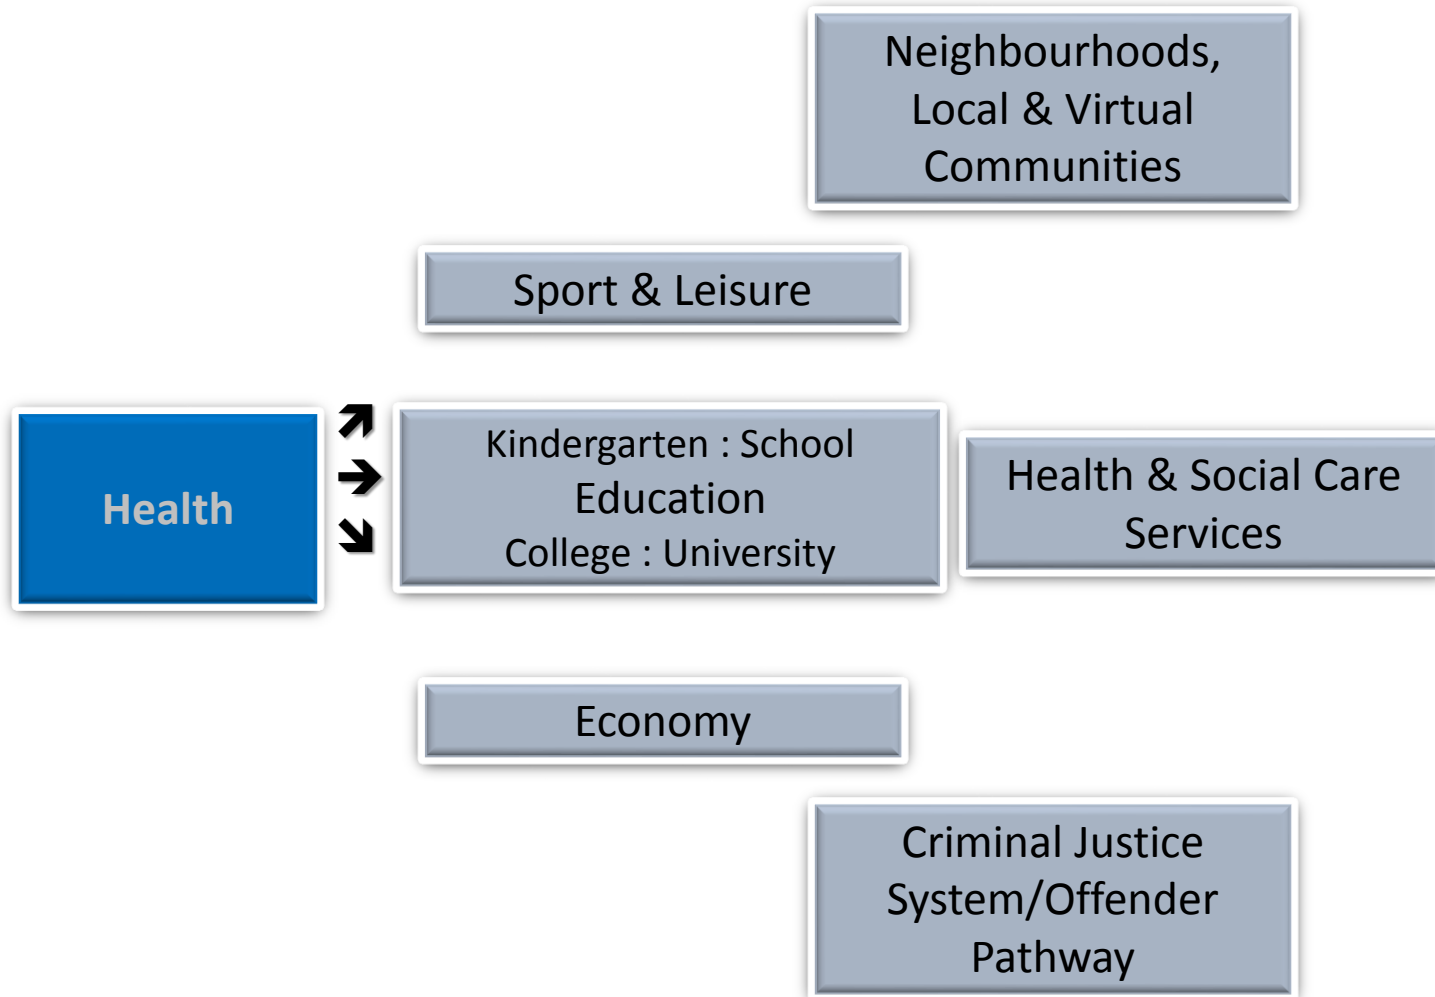 Neighbourhoods,
Local & Virtual
Communities
Sport & Leisure
Health
Kindergarten : School
Education
College : University
Health & Social Care
Services
Economy
Criminal Justice
System/Offender
Pathway